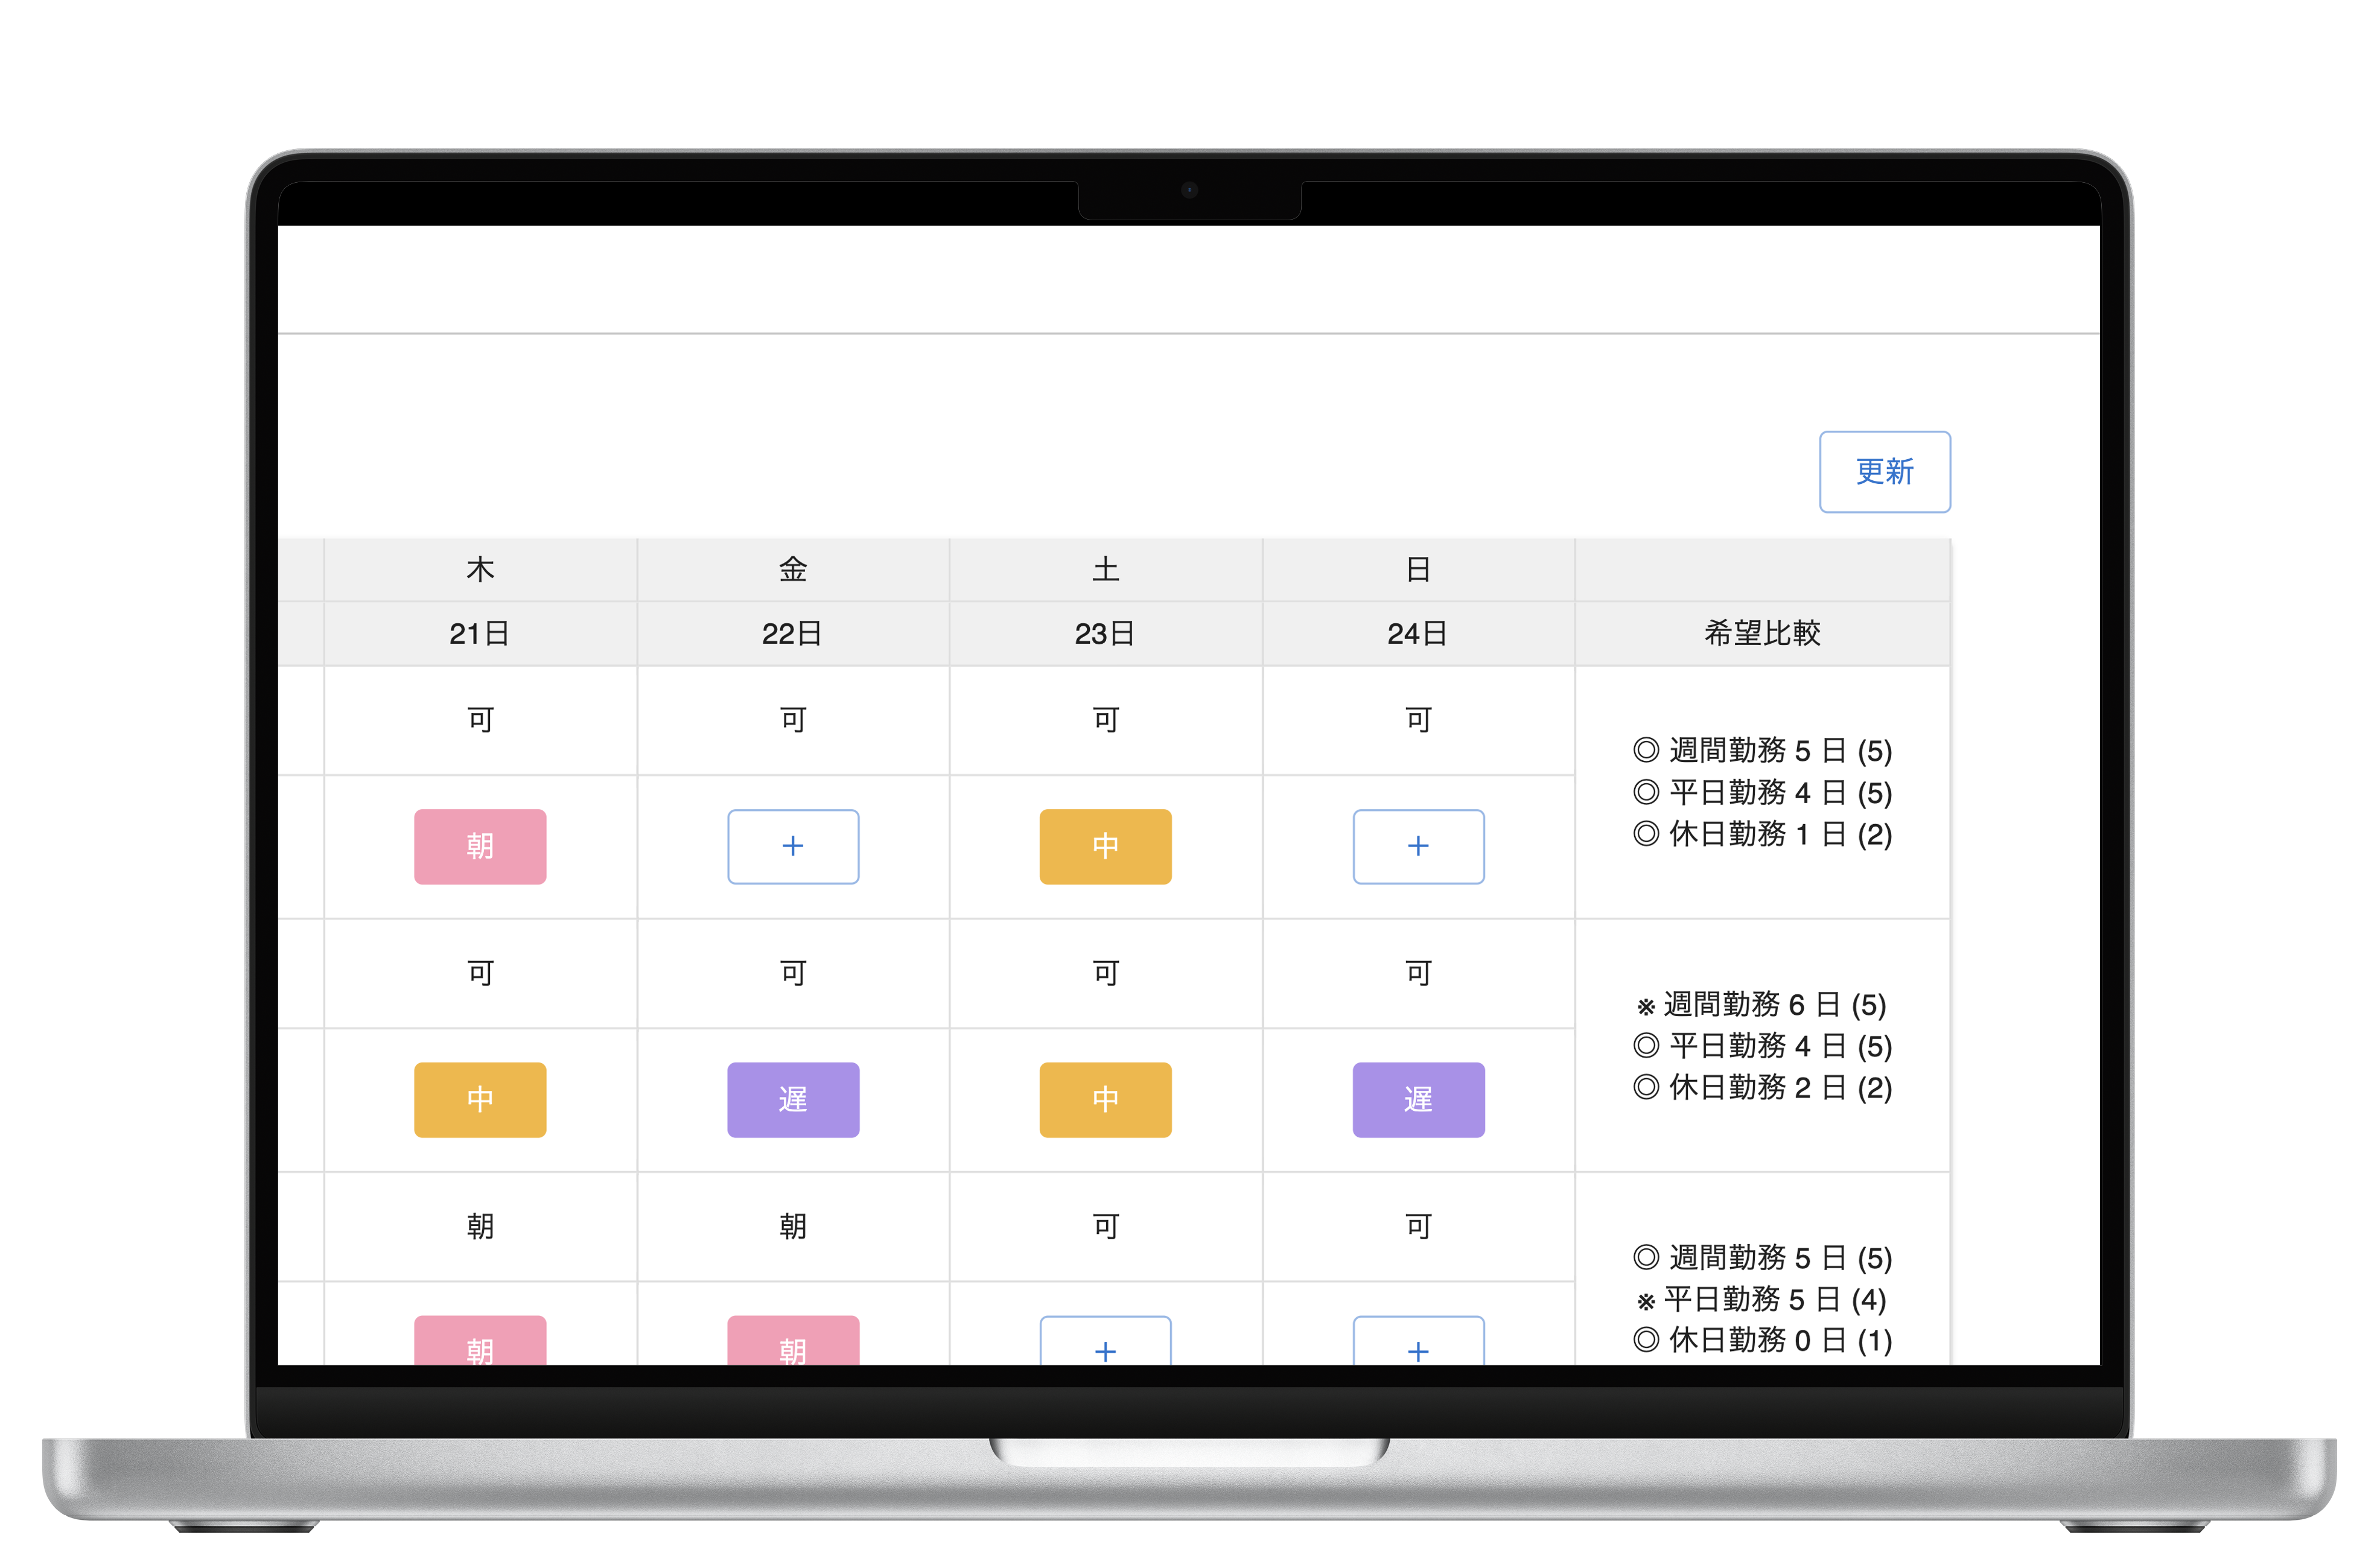 更新
木 金 土 日
21日 22日 23日 24日 希望比較
可 可 可 可
◎ 週間勤務 5 日 (5)
◎ 平日勤務 4 日 (5)
◎ 休日勤務 1 日 (2)
朝 + 中 +
可 可 可 可
※ 週間勤務 6 日 (5)
◎ 平日勤務 4 日 (5)
◎ 休日勤務 2 日 (2)
中 遅 中 遅
朝 朝 可 可
◎ 週間勤務 5 日 (5)
※ 平日勤務 5 日 (4)
◎ 休日勤務 0 日 (1)
朝 朝 + +